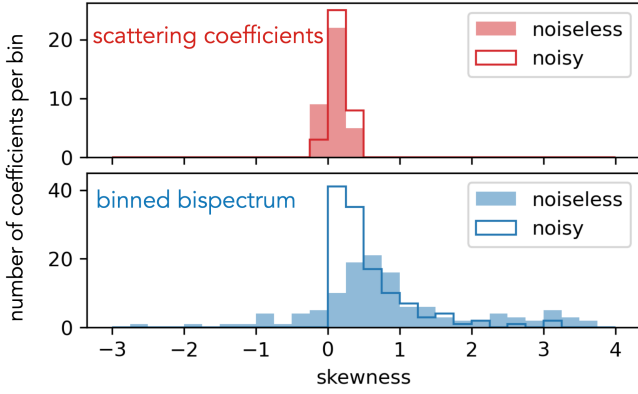 number of coefficients per bin
20
10
0
scattering coefficients
noiseless
noisy
40
20
0
binned bispectrum
noiseless
noisy
−3 −2 −1 0 1 2 3 4
skewness